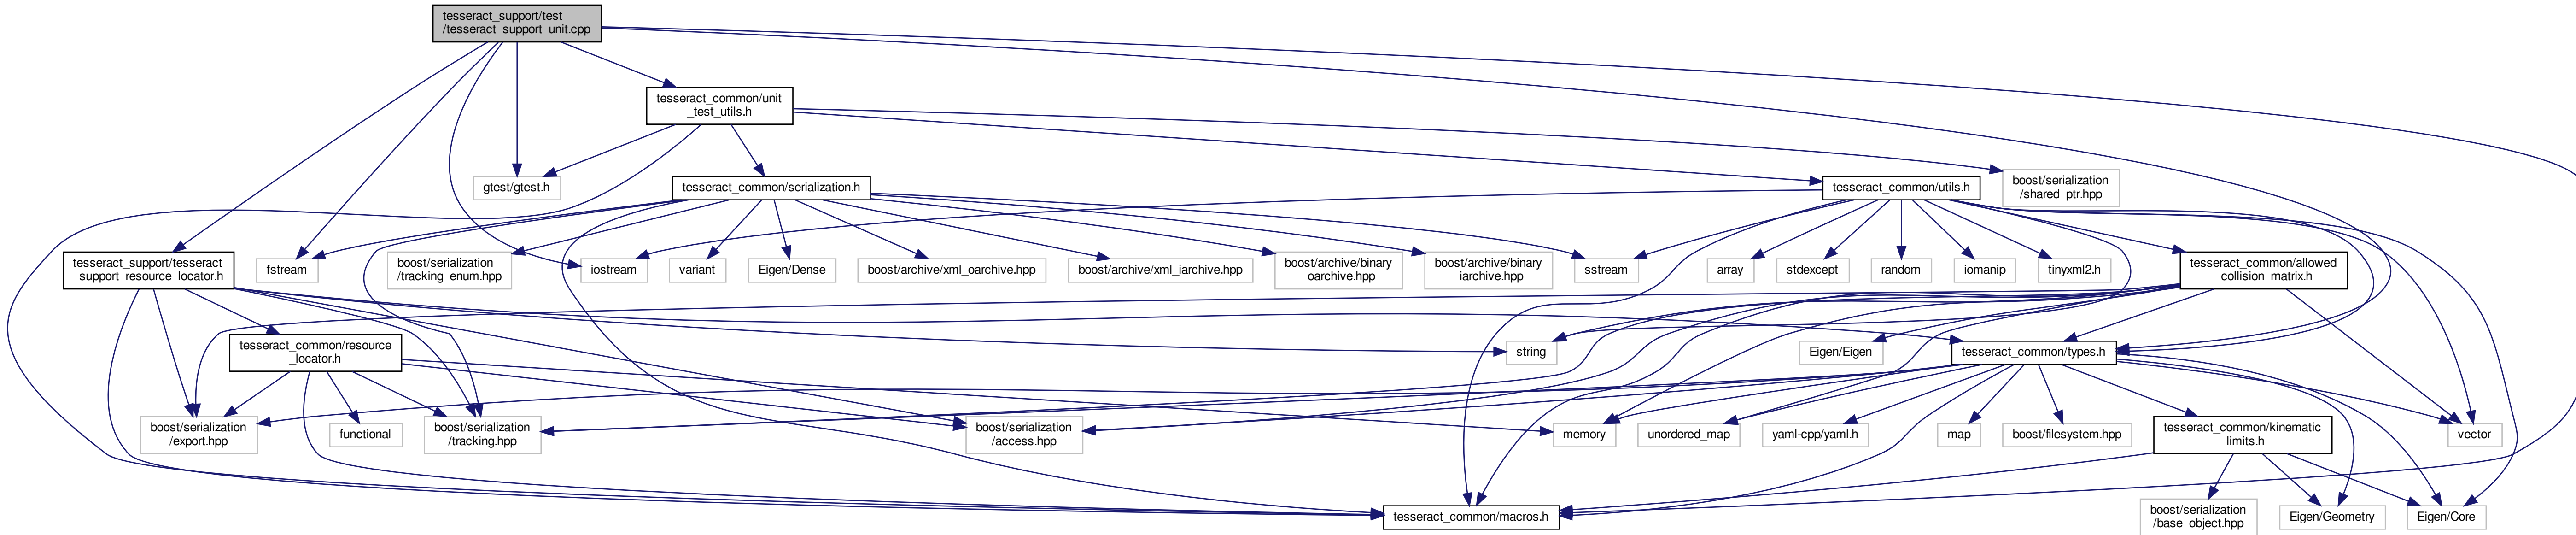 tesseract_support/test
/tesseract_support_unit.cpp
tesseract_common/unit
_test_utils.h
gtest/gtest.h
tesseract_common/serialization.h
tesseract_common/utils.h
boost/serialization
/shared_ptr.hpp
tesseract_support/tesseract
_support_resource_locator.h
fstream
boost/serialization
/tracking_enum.hpp
iostream
variant
Eigen/Dense
boost/archive/xml_oarchive.hpp
boost/archive/xml_iarchive.hpp
boost/archive/binary
_oarchive.hpp
boost/archive/binary
_iarchive.hpp
sstream
array
stdexcept
random
iomanip
tinyxml2.h
tesseract_common/allowed
_collision_matrix.h
tesseract_common/resource
_locator.h
string
Eigen/Eigen
tesseract_common/types.h
boost/serialization
/export.hpp
functional
boost/serialization
/tracking.hpp
boost/serialization
/access.hpp
memory
unordered_map
yaml-cpp/yaml.h
map
boost/filesystem.hpp
tesseract_common/kinematic
_limits.h
vector
tesseract_common/macros.h
boost/serialization
/base_object.hpp
Eigen/Geometry
Eigen/Core